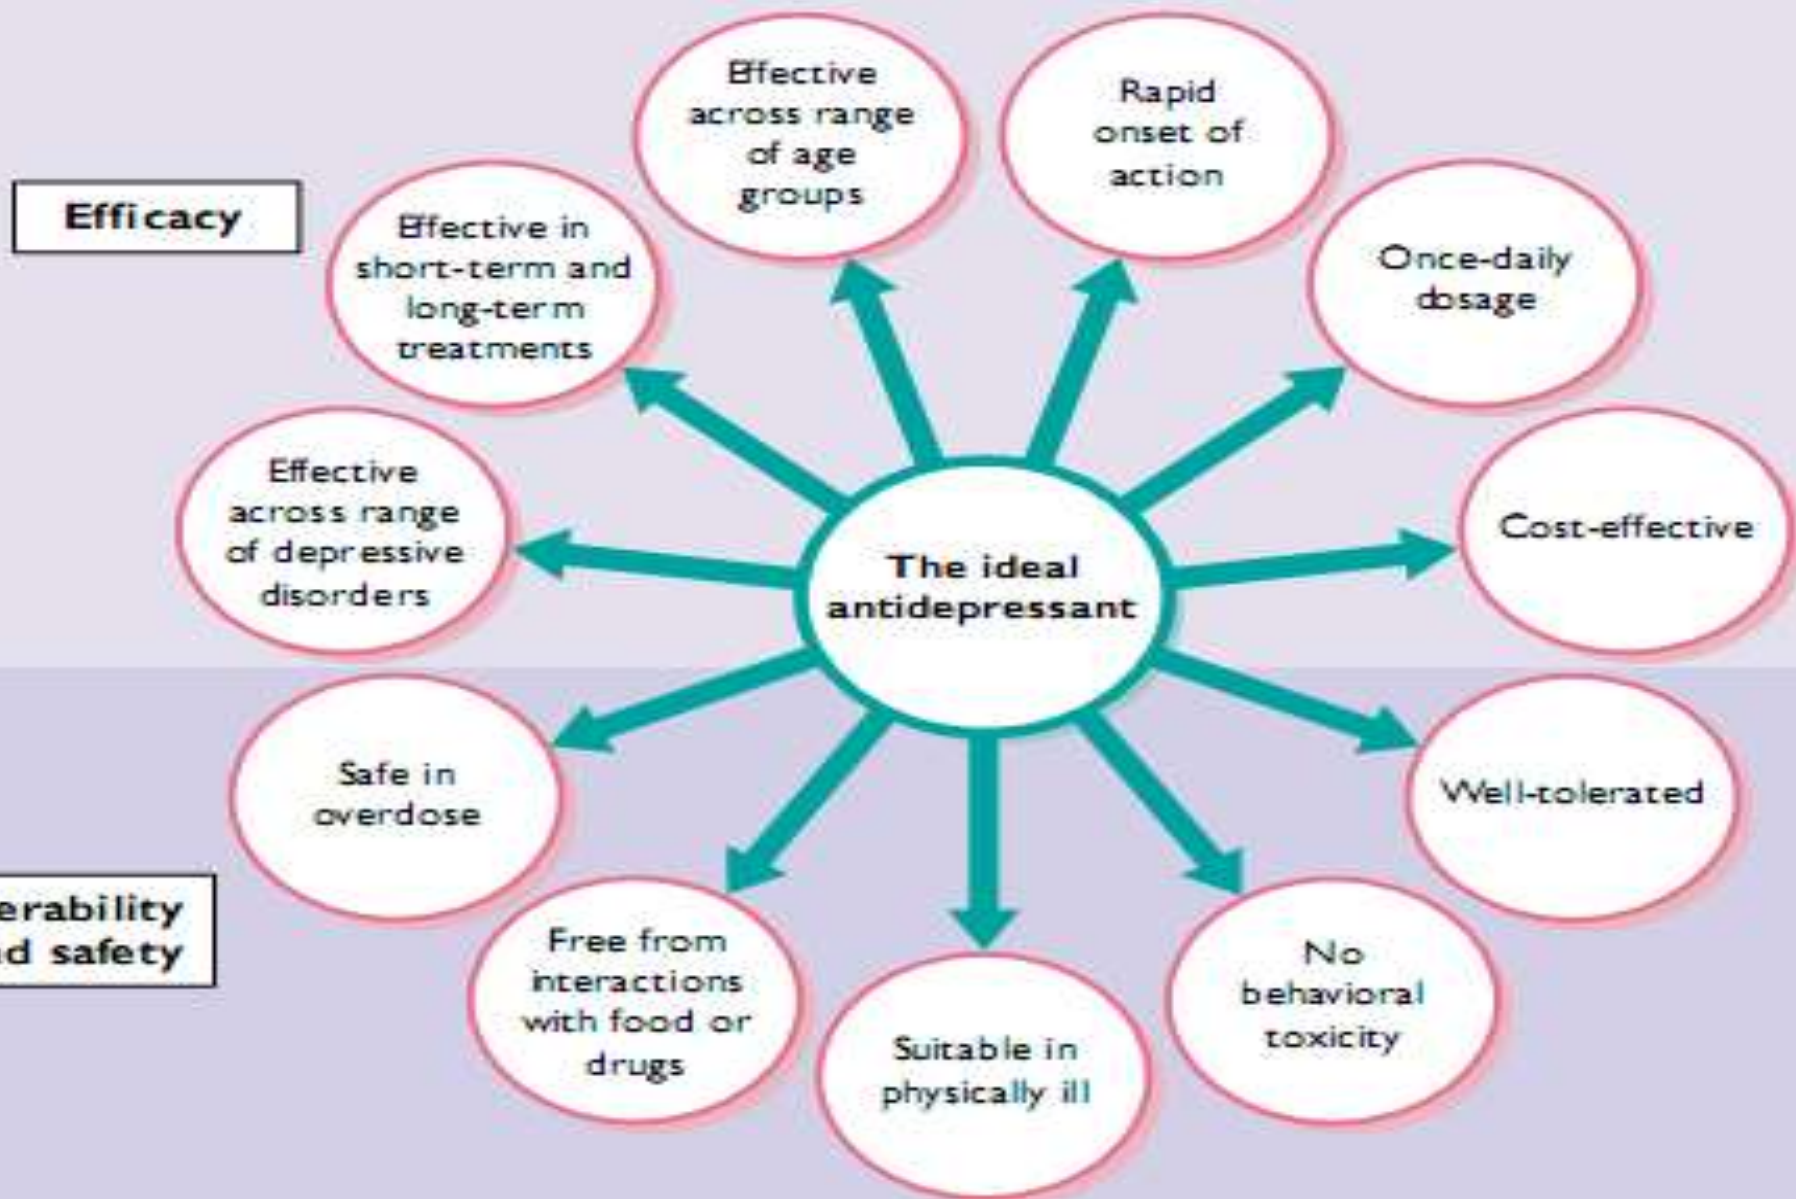 Efficacy
Effective
across range
of age
groups
Rapid
onset of
action
Effective in
short-term and
long-term
treatments
Once-daily
dosage
Effective
across range
of depressive
disorders
The ideal
antidepressant
Cost-effective
Safe in
overdose
Well-tolerated
erability
d safety
Free from
interactions
with food or
drugs
Suitable in
physically ill
No
behavioral
toxicity